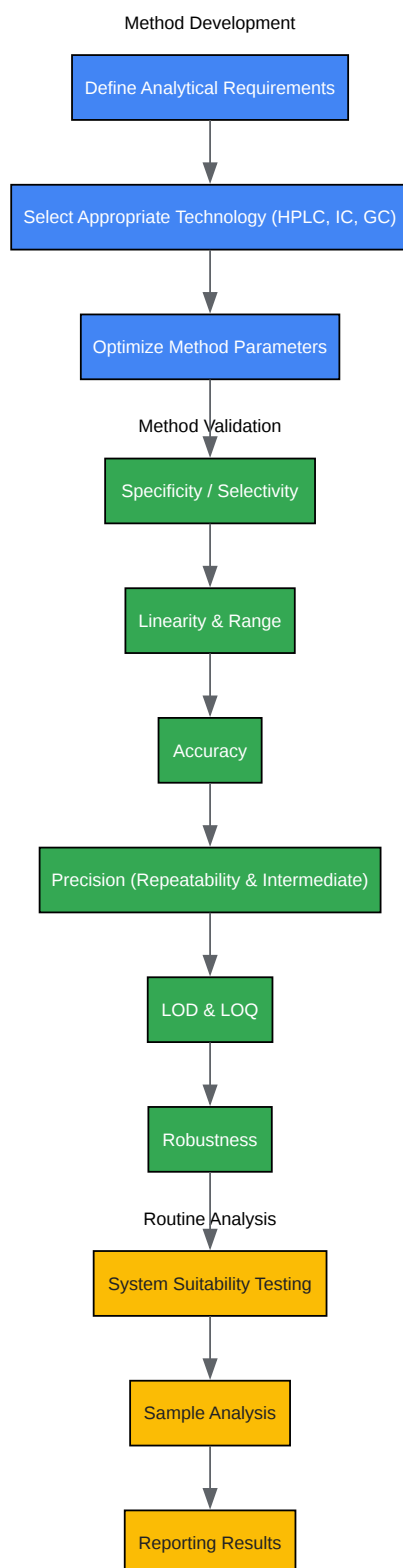 Method Development
Define Analytical Requirements
Select Appropriate Technology (HPLC, IC, GC)
Optimize Method Parameters
Method Validation
Specificity / Selectivity
Linearity & Range
Accuracy
Precision (Repeatability & Intermediate)
LOD & LOQ
Robustness
Routine Analysis
System Suitability Testing
Sample Analysis
Reporting Results